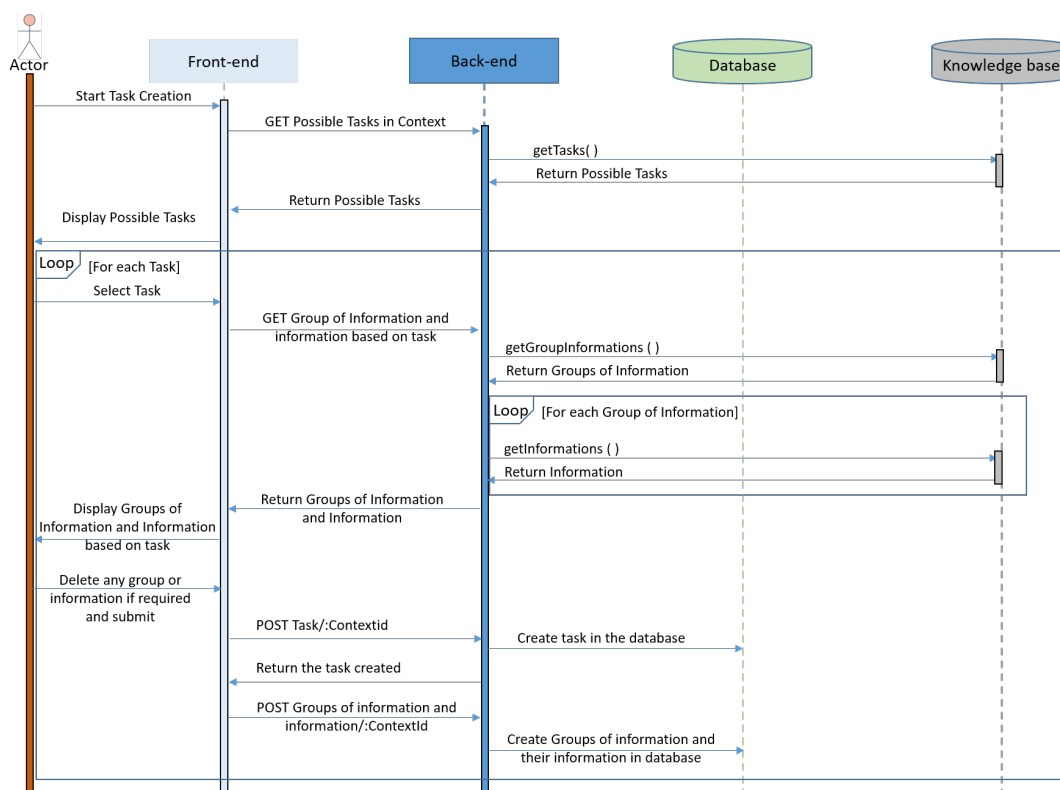 Actor
Front-end
Back-end
Database
Knowledge base
Start Task Creation
GET Possible Tasks in Context
getTasks( )
Return Possible Tasks
Return Possible Tasks
Display Possible Tasks
Loop
[For each Task]
Select Task
GET Group of Information and
information based on task
getGroupInformations ( )
Return Groups of Information
Loop
[For each Group of Information]
getInformations ( )
Return Information
Return Groups of Information
and Information
Display Groups of
Information and Information
based on task
Delete any group or
information if required
and submit
POST Task/:Contextid
Create task in the database
Return the task created
POST Groups of information and
information/:ContextId
Create Groups of information and
their information in database